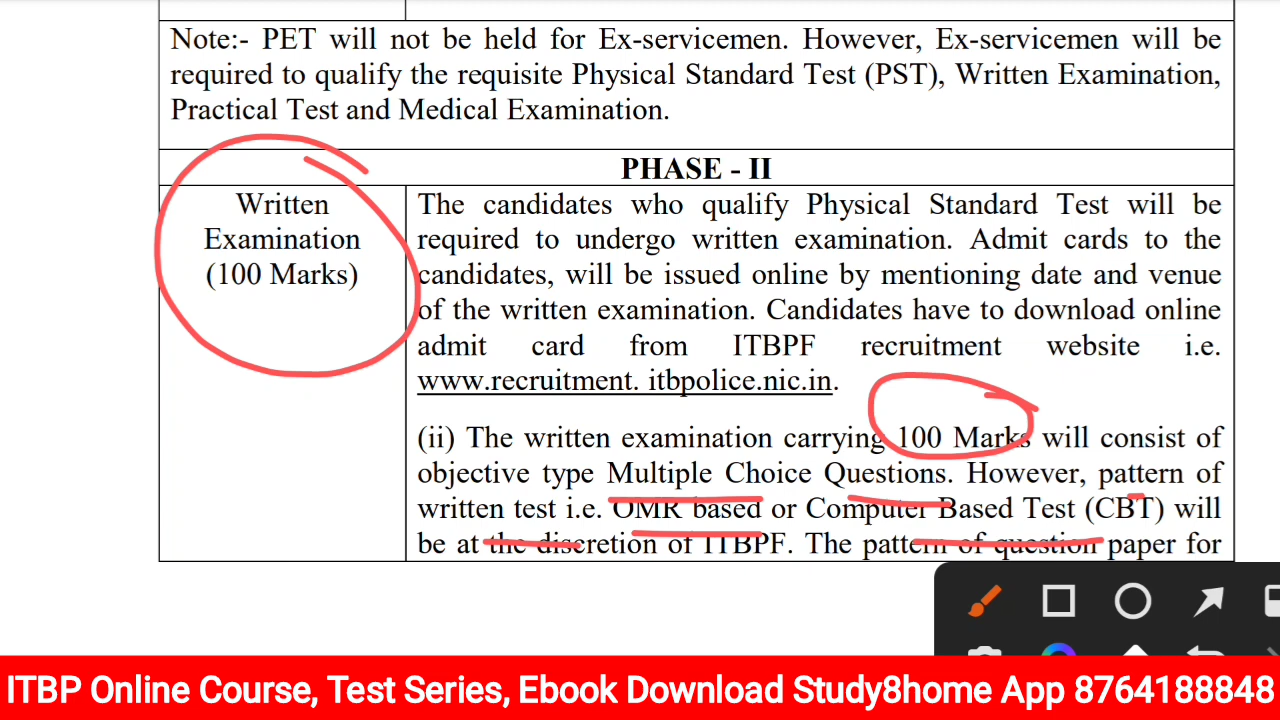 Note:- PET will not be held for Ex-servicemen. However, Ex-servicemen will be
required to qualify the requisite Physical Standard Test (PST), Written Examination,
Practical Test and Medical Examination.
PHASE - II
Written
Examination
(100 Marks)
The candidates who qualify Physical Standard Test will be
required to undergo written examination. Admit cards to the
candidates, will be issued online by mentioning date and venue
of the written examination. Candidates have to download online
admit card from ITBPF recruitment website i.e.
www.recruitment. itbpolice.nic.in.
(ii) The written examination carrying 100 Marks will consist of
objective type Multiple Choice Questions. However, pattern of
written test i.e. OMR based or Computer Based Test (CBT) will
be at the discretion of ITBPF. The pattern of question paper for
ITBP Online Course, Test Series, Ebook Download Study8home App 8764188848